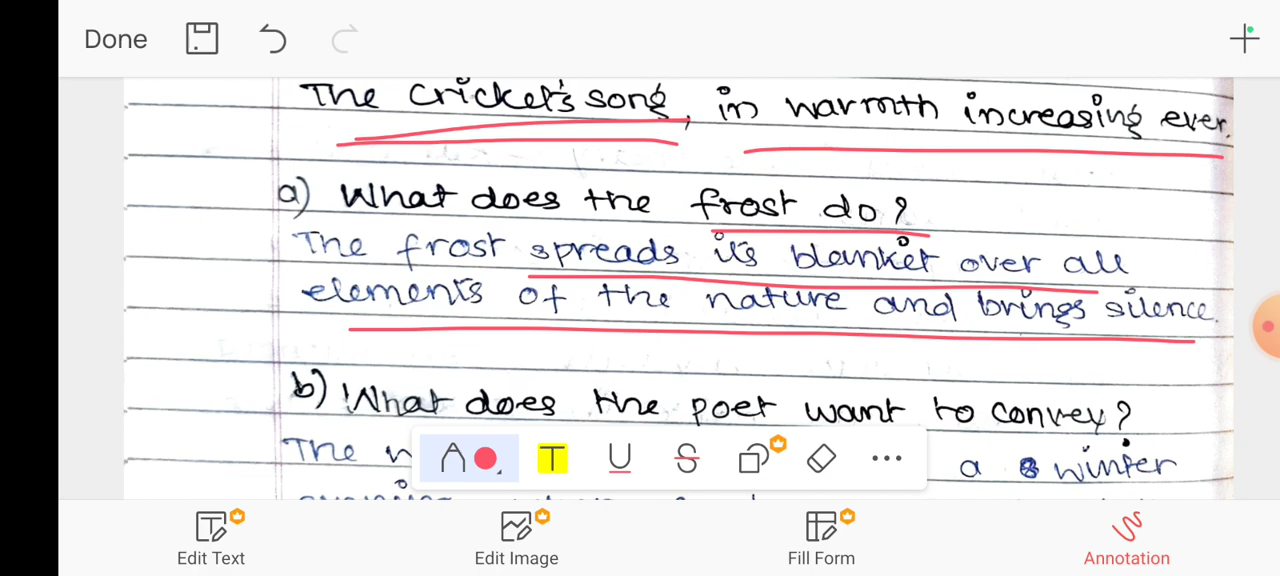 Done
The cricket's song, in warmth increasing ever.
a) What does the frost do?
The frost spreads its blanket over all
elements of the nature and brings silence.
b) What does the poet want to convey?
The
a winter
T
U
S
Edit Text
Edit Image
Fill Form
Annotation